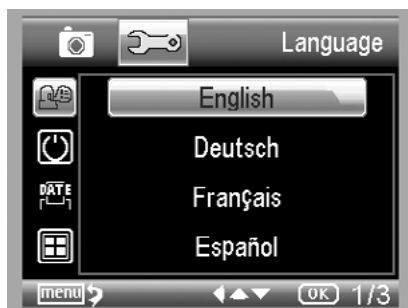 Language
English
Deutsch
DATE
Français
Español
menu OK 1/3